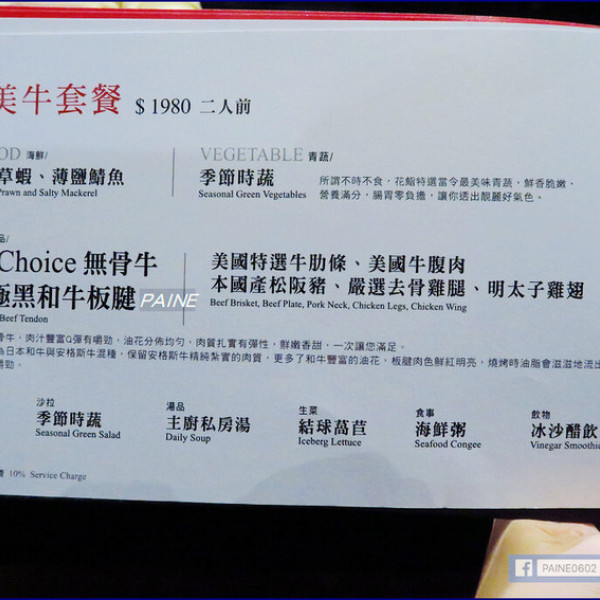 美牛套餐 $ 1980 二人前
OD 海鮮/
草蝦、薄鹽鯖魚
Prawn and Salty Mackerel
VEGETABLE 青蔬/
季節時蔬
Seasonal Green Vegetables
所謂不時不食，花鮨特選當令最美味青蔬，鮮香脆嫩、
營養滿分，腸胃零負擔，讓你透出靚麗好氣色。
品/
Choice 無骨牛
極黑和牛板腱
Beef Tendon
美國特選牛肋條、美國牛腹肉
本國產松阪豬、嚴選去骨雞腿、明太子雞翅
Beef Brisket, Beef Plate, Pork Neck, Chicken Legs, Chicken Wing
PAINE
骨牛，肉汁豐富Q彈有嚼勁，油花分佈均勻，肉質扎實有彈性，鮮嫩香甜，一次讓您滿足。
為日本和牛與安格斯牛混種，保留安格斯牛精純紮實的肉質，更多了和牛豐富的油花，板腱肉色鮮紅明亮，燒烤時油脂會滋滋地流出
嚼勁。
沙拉
季節時蔬
Seasonal Green Salad
湯品
主廚私房湯
Daily Soup
生菜
結球萵苣
Iceberg Lettuce
食事
海鮮粥
Seafood Congee
飲物
冰沙醋飲
Vinegar Smoothie
費 10% Service Charge
PAINE0602